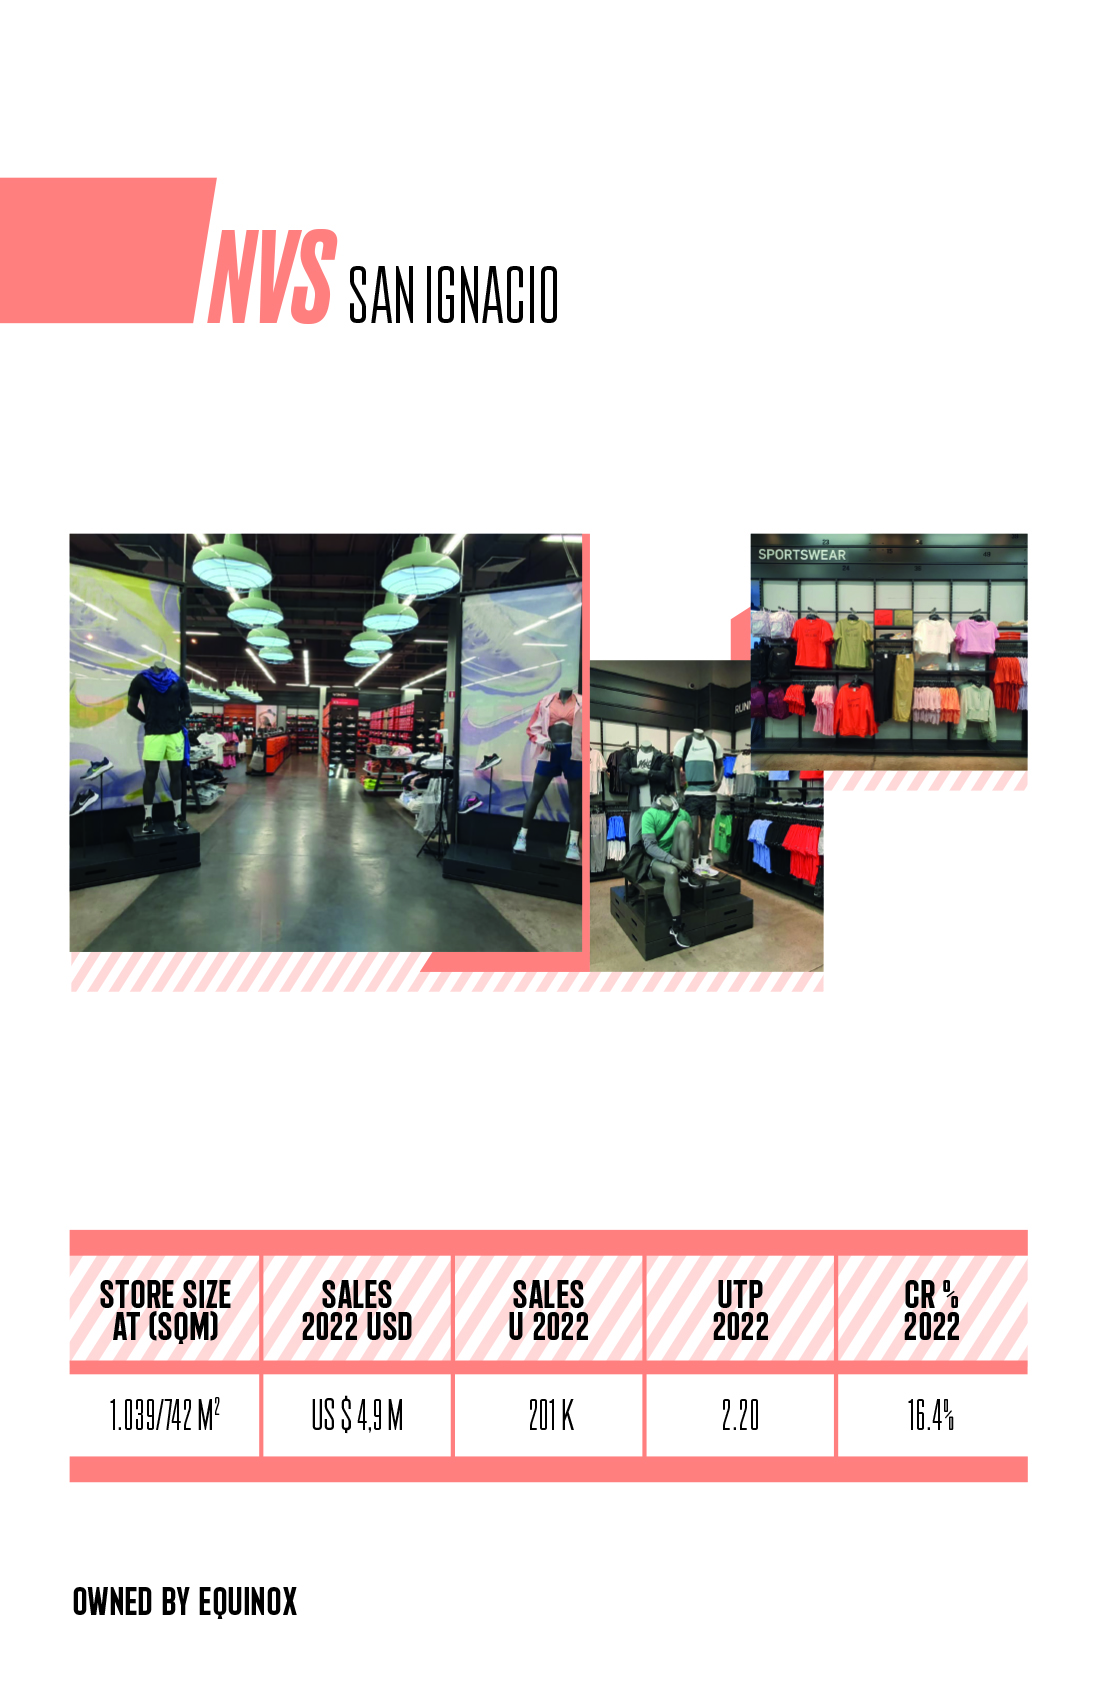 NVS SAN IGNACIO
SPORTSWEAR
RUNN
STORE SIZE
AT (SQM)
SALES
2022 USD
SALES
U 2022
UTP
2022
CR %
2022
1.039/742 M²
US $ 4,9 M
201 K
2.20
16.4%
OWNED BY EQUINOX